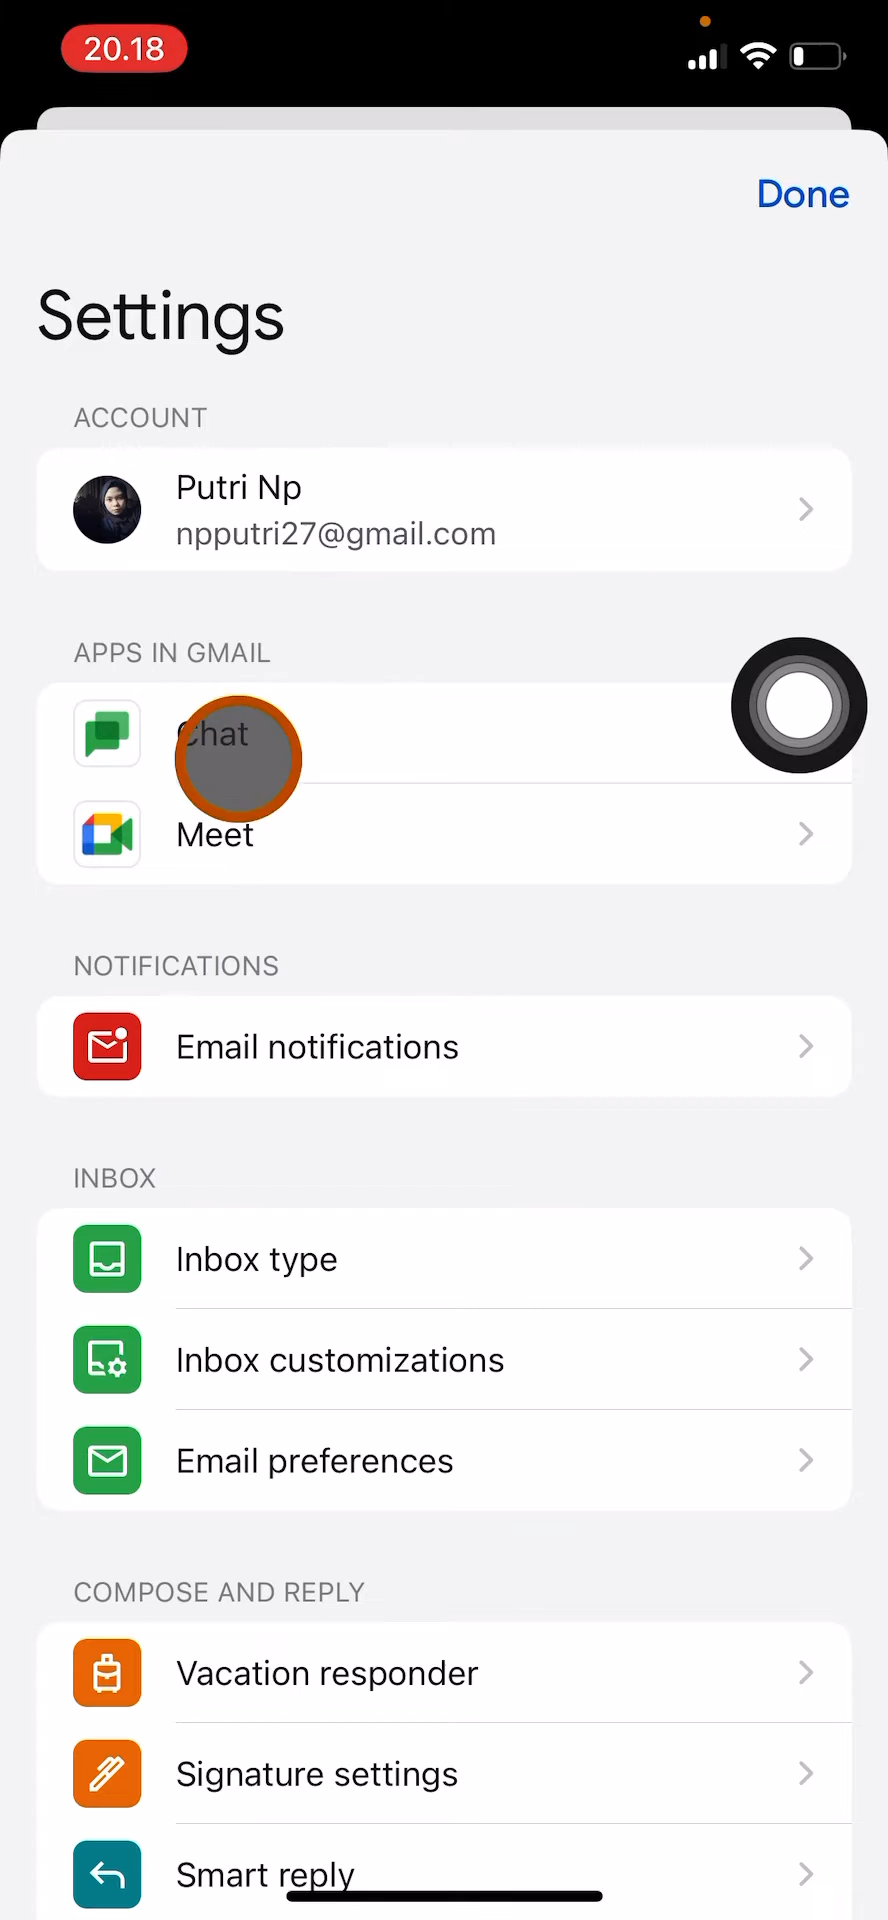 20.18
Done
Settings
ACCOUNT
Putri Np
npputri27@gmail.com
APPS IN GMAIL
Chat
Meet
NOTIFICATIONS
Email notifications
INBOX
Inbox type
Inbox customizations
Email preferences
COMPOSE AND REPLY
Vacation responder
Signature settings
Smart reply